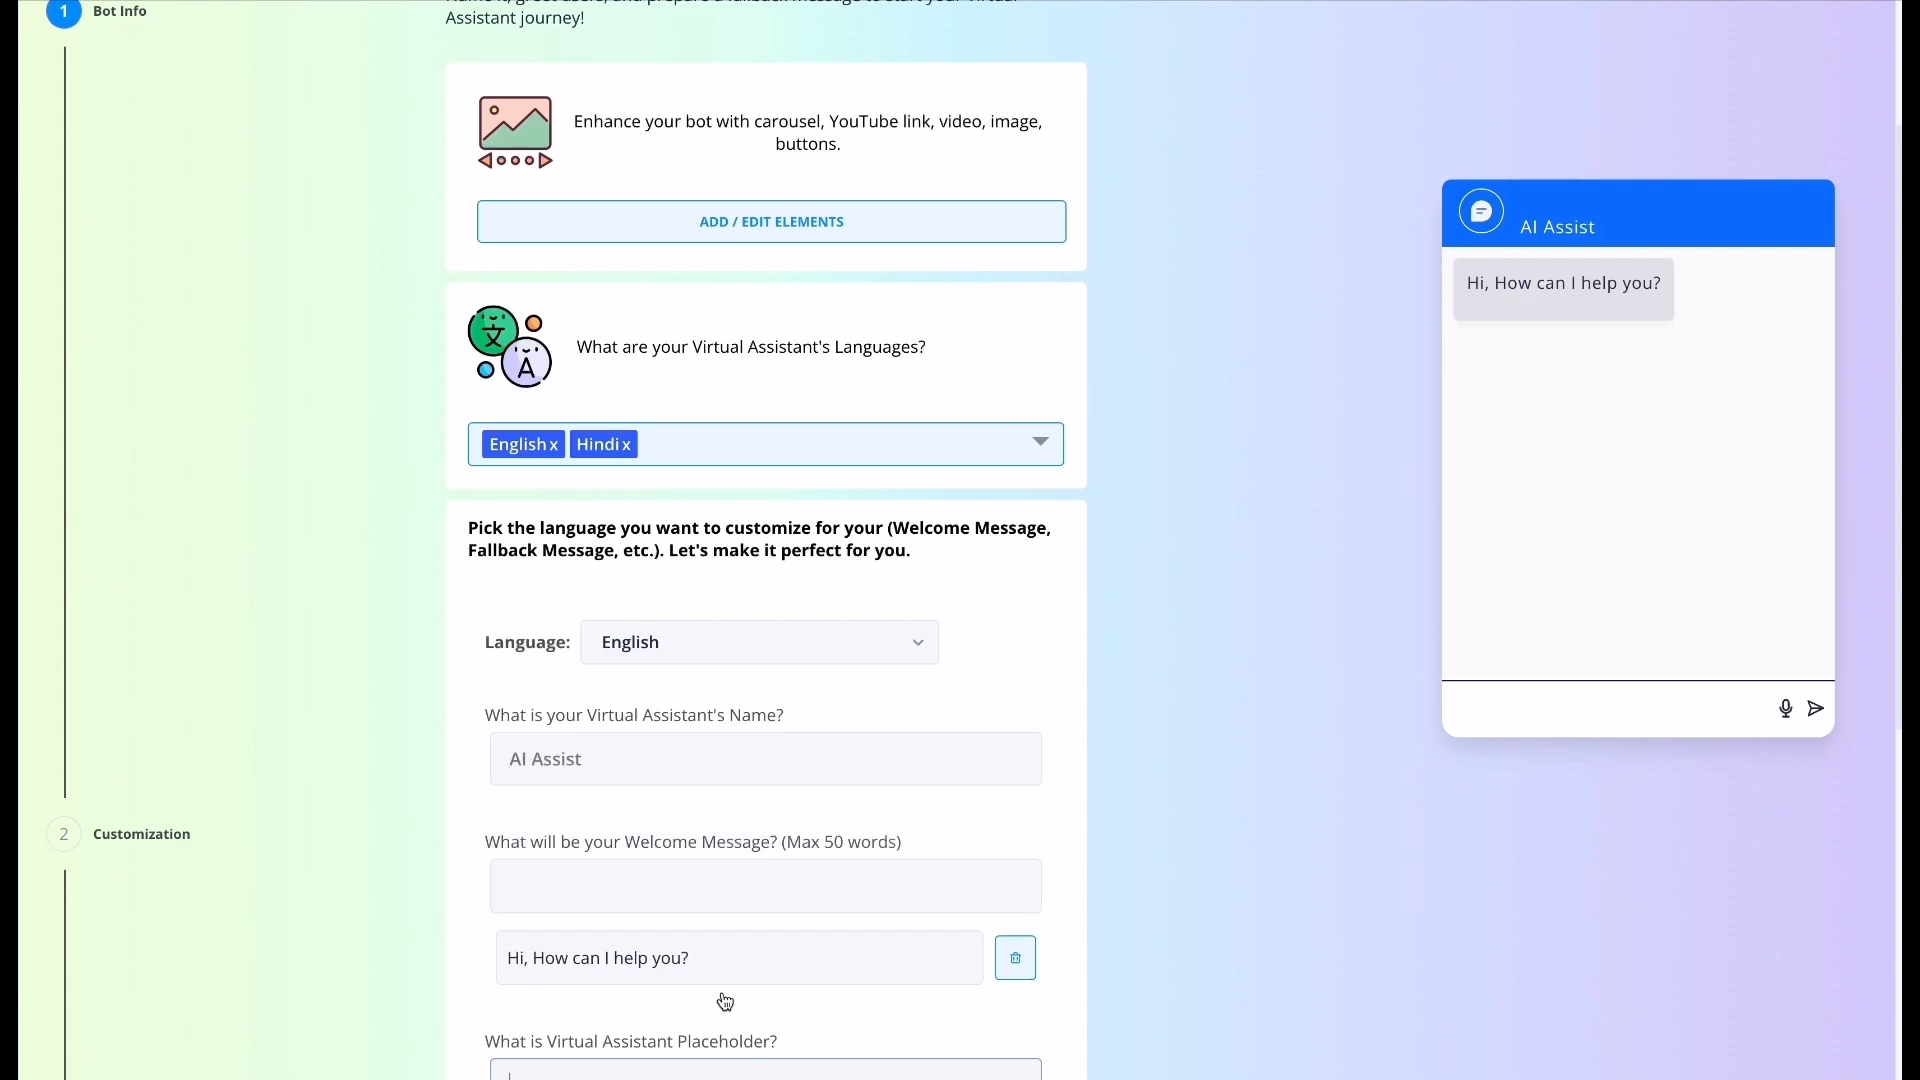 1 Bot Info
Assistant journey!
Enhance your bot with carousel, YouTube link, video, image,
buttons.
ADD / EDIT ELEMENTS
文
A
What are your Virtual Assistant's Languages?
English x Hindi x
Pick the language you want to customize for your (Welcome Message,
Fallback Message, etc.). Let's make it perfect for you.
Language: English
What is your Virtual Assistant's Name?
AI Assist
What will be your Welcome Message? (Max 50 words)
Hi, How can I help you?
What is Virtual Assistant Placeholder?
2 Customization
AI Assist
Hi, How can I help you?